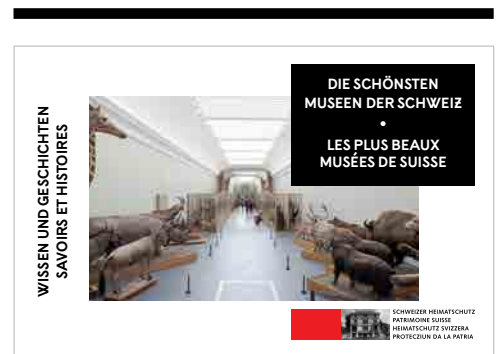 WISSEN UND GESCHICHTEN
SAVOIRS ET HISTOIRES
DIE SCHÖNSTEN
MUSEEN DER SCHWEIZ
•
LES PLUS BEAUX
MUSÉES DE SUISSE
SCHWEIZER HEIMATSCHUTZ
PATRIMOINE SUISSE
HEIMATSCHUTZ SVIZZERA
PROTECZIUN DA LA PATRIA